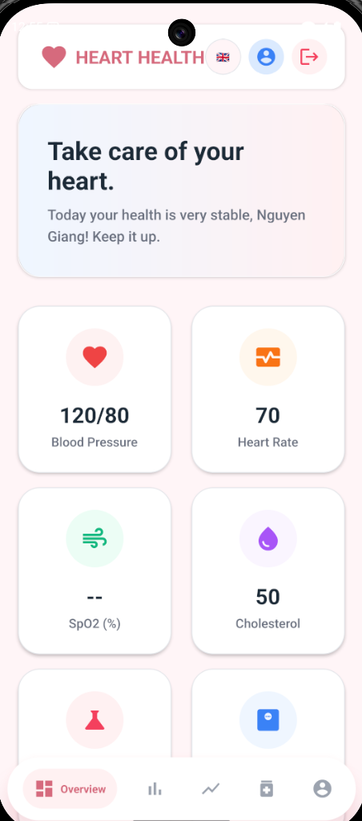 HEART HEALTH
Take care of your
heart.
Today your health is very stable, Nguyen
Giang! Keep it up.
120/80
Blood Pressure
70
Heart Rate
--
SpO2 (%)
50
Cholesterol
Overview